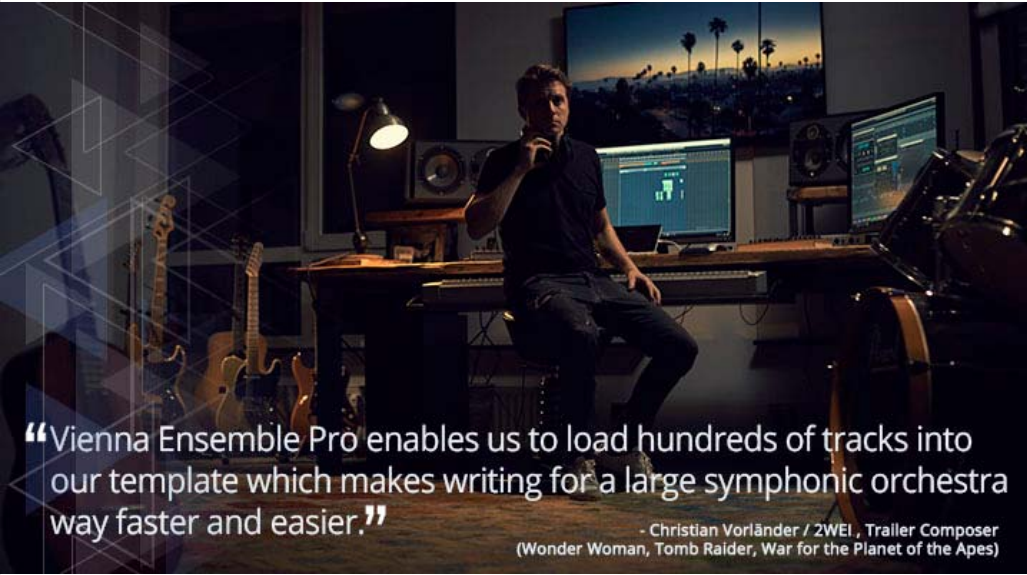 “Vienna Ensemble Pro enables us to load hundreds of tracks into
our template which makes writing for a large symphonic orchestra
way faster and easier.”
- Christian Vorländer / 2WEI , Trailer Composer
(Wonder Woman, Tomb Raider, War for the Planet of the Apes)